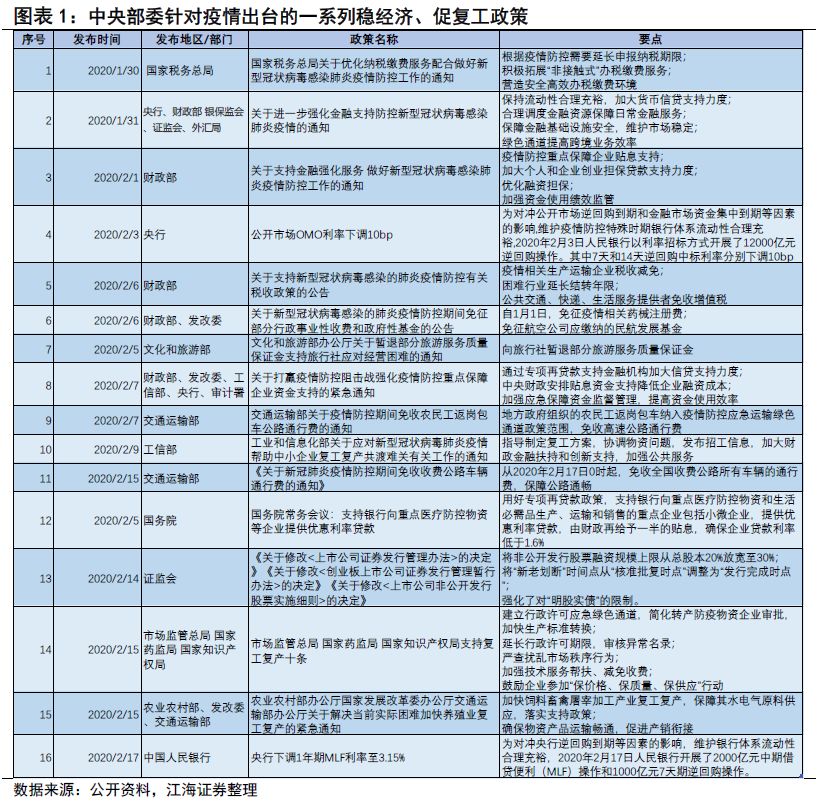 图表1：中央部委针对疫情出台的一系列稳经济、促复工政策
序号 发布时间 发布地区/部门 政策名称 要点
1 2020/1/30 国家税务总局 国家税务总局关于优化纳税缴费服务配合做好新
型冠状病毒感染肺炎疫情防控工作的通知
根据疫情防控需要延长申报纳税期限；
积极拓展“非接触式”办税缴费服务；
营造安全高效办税缴费环境
2 2020/1/31 央行、财政部 银保监会
、证监会、外汇局
关于进一步强化金融支持防控新型冠状病毒感染
肺炎疫情的通知
保持流动性合理充裕，加大货币信贷支持力度；
合理调度金融资源保障日常金融服务；
保障金融基础设施安全，维护市场稳定；
绿色通道提高跨境业务效率
3 2020/2/1 财政部 关于支持金融强化服务 做好新型冠状病毒感染肺
炎疫情防控工作的通知
疫情防控重点保障企业贴息支持；
加大个人和企业创业担保贷款支持力度；
优化融资担保；
加强资金使用绩效监管
4 2020/2/3 央行 公开市场OMO利率下调10bp
为对冲公开市场逆回购到期和金融市场资金集中到期等因素
的影响,维护疫情防控特殊时期银行体系流动性合理充
裕,2020年2月3日人民银行以利率招标方式开展了12000亿元
逆回购操作。其中7天和14天逆回购中标利率分别下调10bp
5 2020/2/6 财政部 关于支持新型冠状病毒感染的肺炎疫情防控有关
税收政策的公告
疫情相关生产运输企业税收减免；
困难行业延长结转年限；
公共交通、快递、生活服务提供者免收增值税
6 2020/2/6 财政部、发改委 关于新型冠状病毒感染的肺炎疫情防控期间免征
部分行政事业性收费和政府性基金的公告
自1月1日，免征疫情相关药械注册费；
免征航空公司应缴纳的民航发展基金
7 2020/2/5 文化和旅游部 文化和旅游部办公厅关于暂退部分旅游服务质量
保证金支持旅行社应对经营困难的通知
向旅行社暂退部分旅游服务质量保证金
8 2020/2/7 财政部、发改委、工
信部、央行、审计署
关于打赢疫情防控阻击战强化疫情防控重点保障
企业资金支持的紧急通知
通过专项再贷款支持金融机构加大信贷支持力度；
中央财政安排贴息资金支持降低企业融资成本；
加强应急保障资金监督管理，提高资金使用效率
9 2020/2/7 交通运输部 交通运输部关于疫情防控期间免收农民工返岗包
车公路通行费的通知
地方政府组织的农民工返岗包车纳入疫情防控应急运输绿色
通道政策范围，免收高速公路通行费
10 2020/2/9 工信部 工业和信息化部关于应对新型冠状病毒肺炎疫情
帮助中小企业复工复产共渡难关有关工作的通知
指导制定复工方案，协调物资问题，发布招工信息，加大财
政金融扶持和创新支持，加强公共服务
11 2020/2/15 交通运输部 《关于新冠肺炎疫情防控期间免收收费公路车辆
通行费的通知》
从2020年2月17日0时起，免收全国收费公路所有车辆的通行
费，保障公路通畅
12 2020/2/5 国务院 国务院常务会议：支持银行向重点医疗防控物资
等企业提供优惠利率贷款
用好专项再贷款政策，支持银行向重点医疗防控物资和生活
必需品生产、运输和销售的重点企业包括小微企业，提供优
惠利率贷款，由财政再给予一半的贴息，确保企业贷款利率
低于1.6%
13 2020/2/14 证监会 《关于修改<上市公司证券发行管理办法>的决定
》《关于修改<创业板上市公司证券发行管理暂行
办法>的决定》《关于修改<上市公司非公开发行
股票实施细则>的决定》
将非公开发行股票融资规模上限从总股本20%放宽至30%；
将“新老划断”时间点从“核准批复时点”调整为“发行完成时点
”；
强化了对“明股实债”的限制。
14 2020/2/15 市场监管总局 国家
药监局 国家知识产
权局
市场监管总局 国家药监局 国家知识产权局支持复
工复产十条
建立行政许可应急绿色通道，简化转产防疫物资企业审批，
加快生产标准转换；
延长行政许可期限，审核异常名录；
严查扰乱市场秩序行为；
加强技术服务帮扶、减免收费；
鼓励企业参加“保价格、保质量、保供应”行动
15 2020/2/15 农业农村部、发改委
、交通运输部
农业农村部办公厅国家发展改革委办公厅交通运
输部办公厅关于解决当前实际困难加快养殖业复
工复产的紧急通知
加快饲料畜禽屠宰加工产业复工复产，保障其水电气原料供
应，落实支持政策；
确保物资产品运输畅通，促进产销衔接
16 2020/2/17 中国人民银行 央行下调1年期MLF利率至3.15%
为对冲央行逆回购到期等因素的影响，维护银行体系流动性
合理充裕，2020年2月17日人民银行开展了2000亿元中期借
贷便利（MLF）操作和1000亿元7天期逆回购操作。
数据来源：公开资料，江海证券整理